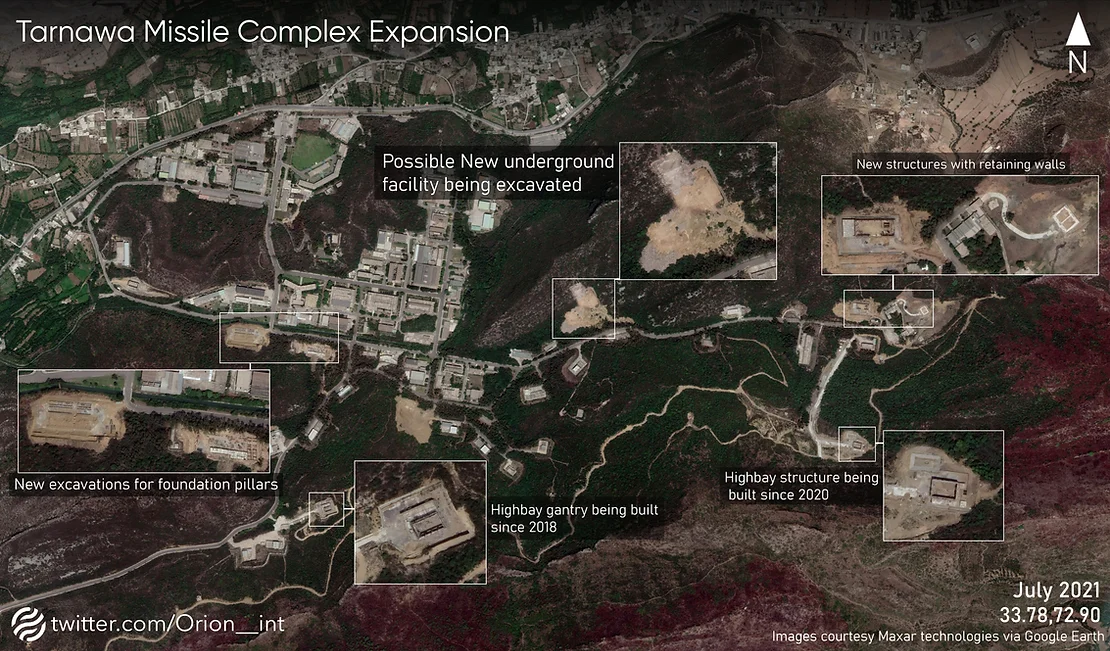 Tarnawa Missile Complex Expansion
N
Possible New underground
facility being excavated
New structures with retaining walls
New excavations for foundation pillars
Highbay gantry being built
since 2018
Highbay structure being
built since 2020
July 2021
33.78,72.90
Images courtesy Maxar technologies via Google Earth
twitter.com/Orion__int